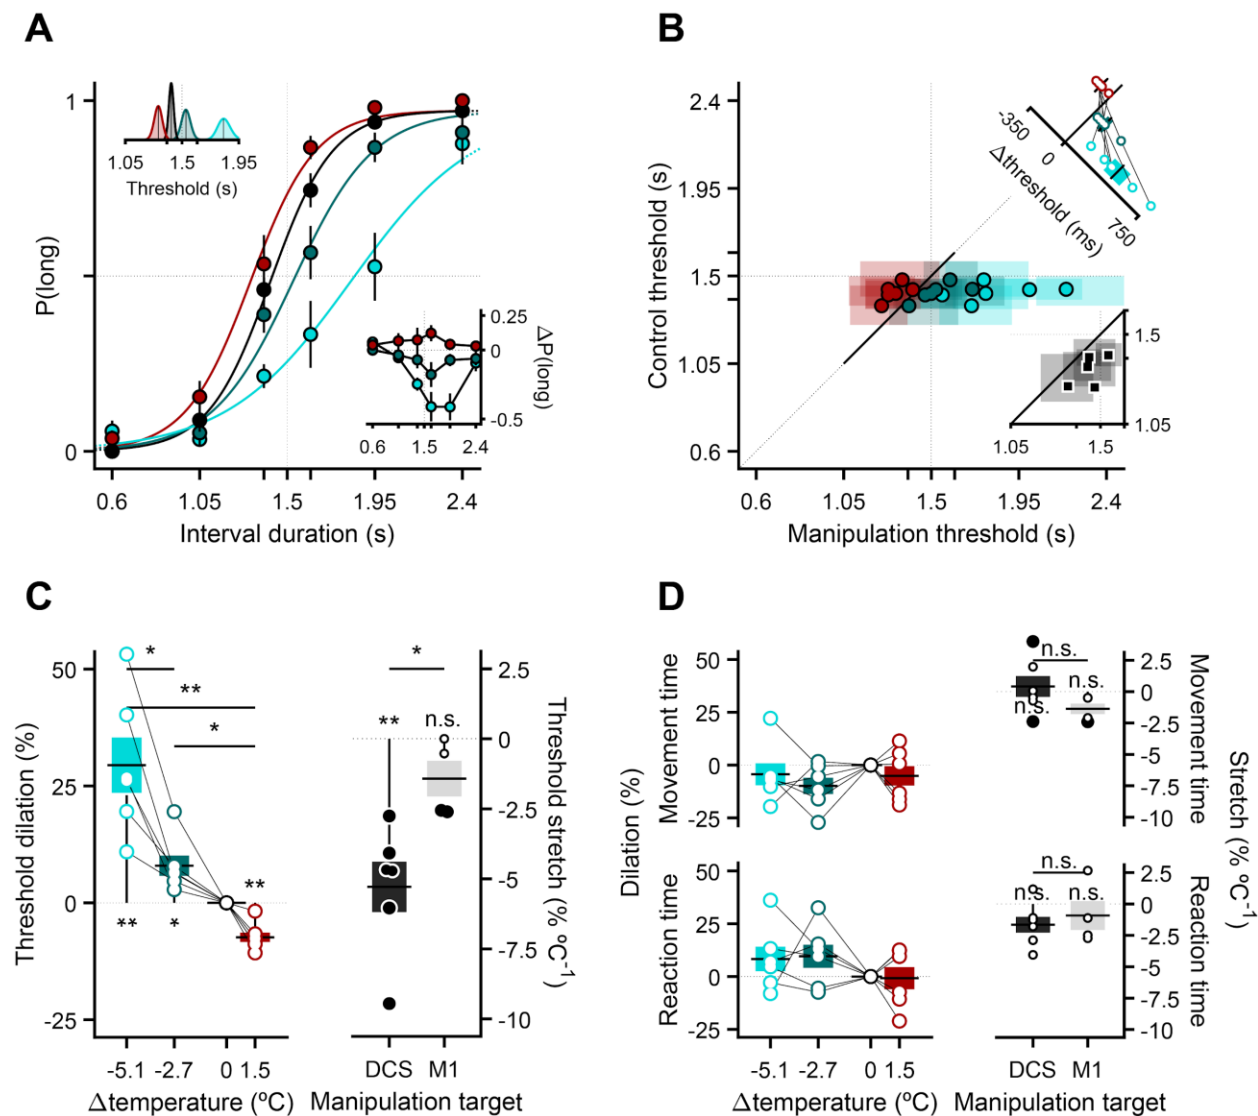 A
1
P(long)
0
0.6 1.05 1.5 1.95 2.4
Interval duration (s)
1.05 1.5 1.95
Threshold (s)
0.25
0
-0.5
ΔP(long)
0.6 1.5 2.4
B
2.4
1.95
1.5
1.05
0.6
Control threshold (s)
0.6 1.05 1.5 1.95 2.4
Manipulation threshold (s)
-350
0
750
Δthreshold (ms)
1.5
1.05
1.05 1.5
C
50
25
0
-25
Threshold dilation (%)
*
**
*
**
** *
-5.1 -2.7 0 1.5
Δtemperature (ºC)
*
** n.s.
2.5
0
-2.5
-5
-7.5
-10
Threshold stretch (% ºC-1)
DCS M1
Manipulation target
D
Dilation (%)
Movement time
50
25
0
-25
n.s.
n.s.
n.s.
2.5
0
-2.5
-5
-7.5
-10
Movement time
Stretch (% ºC-1)
Reaction time
50
25
0
-25
-5.1 -2.7 0 1.5
Δtemperature (ºC)
n.s.
n.s. n.s.
2.5
0
-2.5
-5
-7.5
-10
Reaction time
DCS M1
Manipulation target